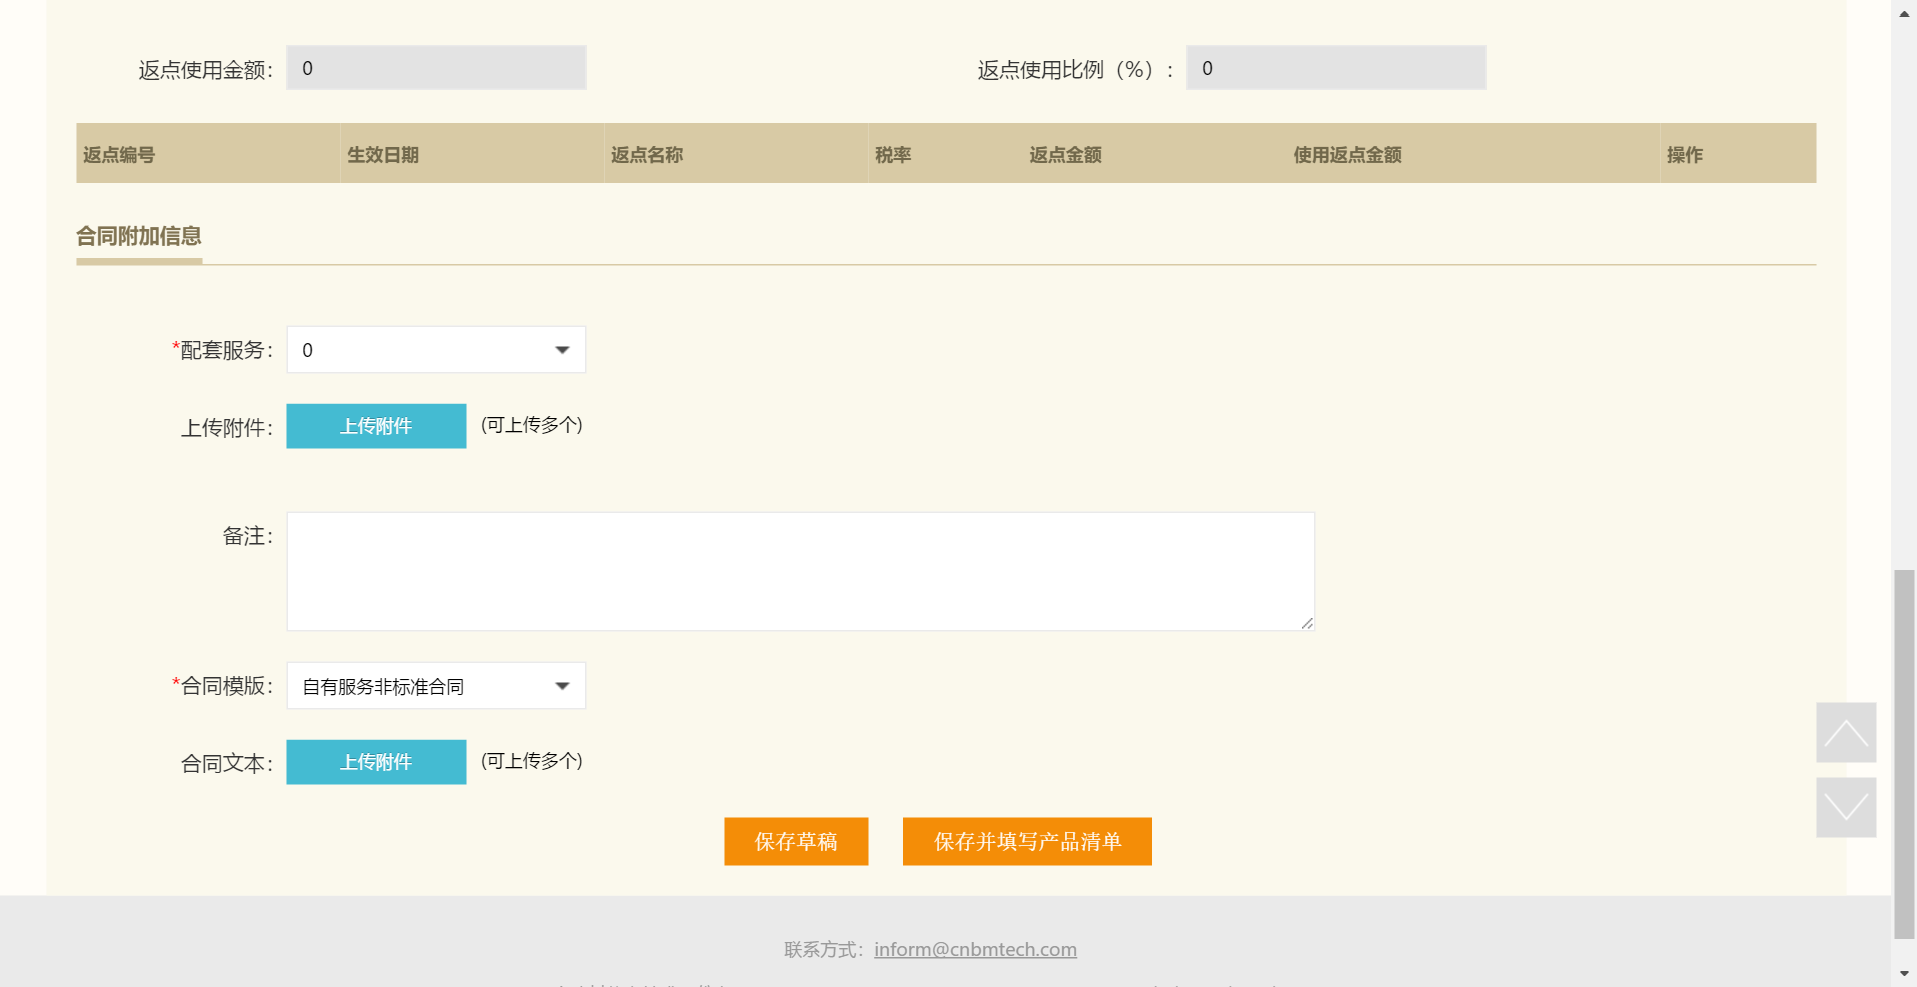 返点使用金额： 0 返点使用比例（%）： 0
返点编号 生效日期 返点名称 税率 返点金额 使用返点金额 操作
合同附加信息
*配套服务： 0
上传附件： 上传附件 (可上传多个)
备注：
*合同模版： 自有服务非标准合同
合同文本： 上传附件 (可上传多个)
保存草稿 保存并填写产品清单
联系方式：inform@cnbmtech.com